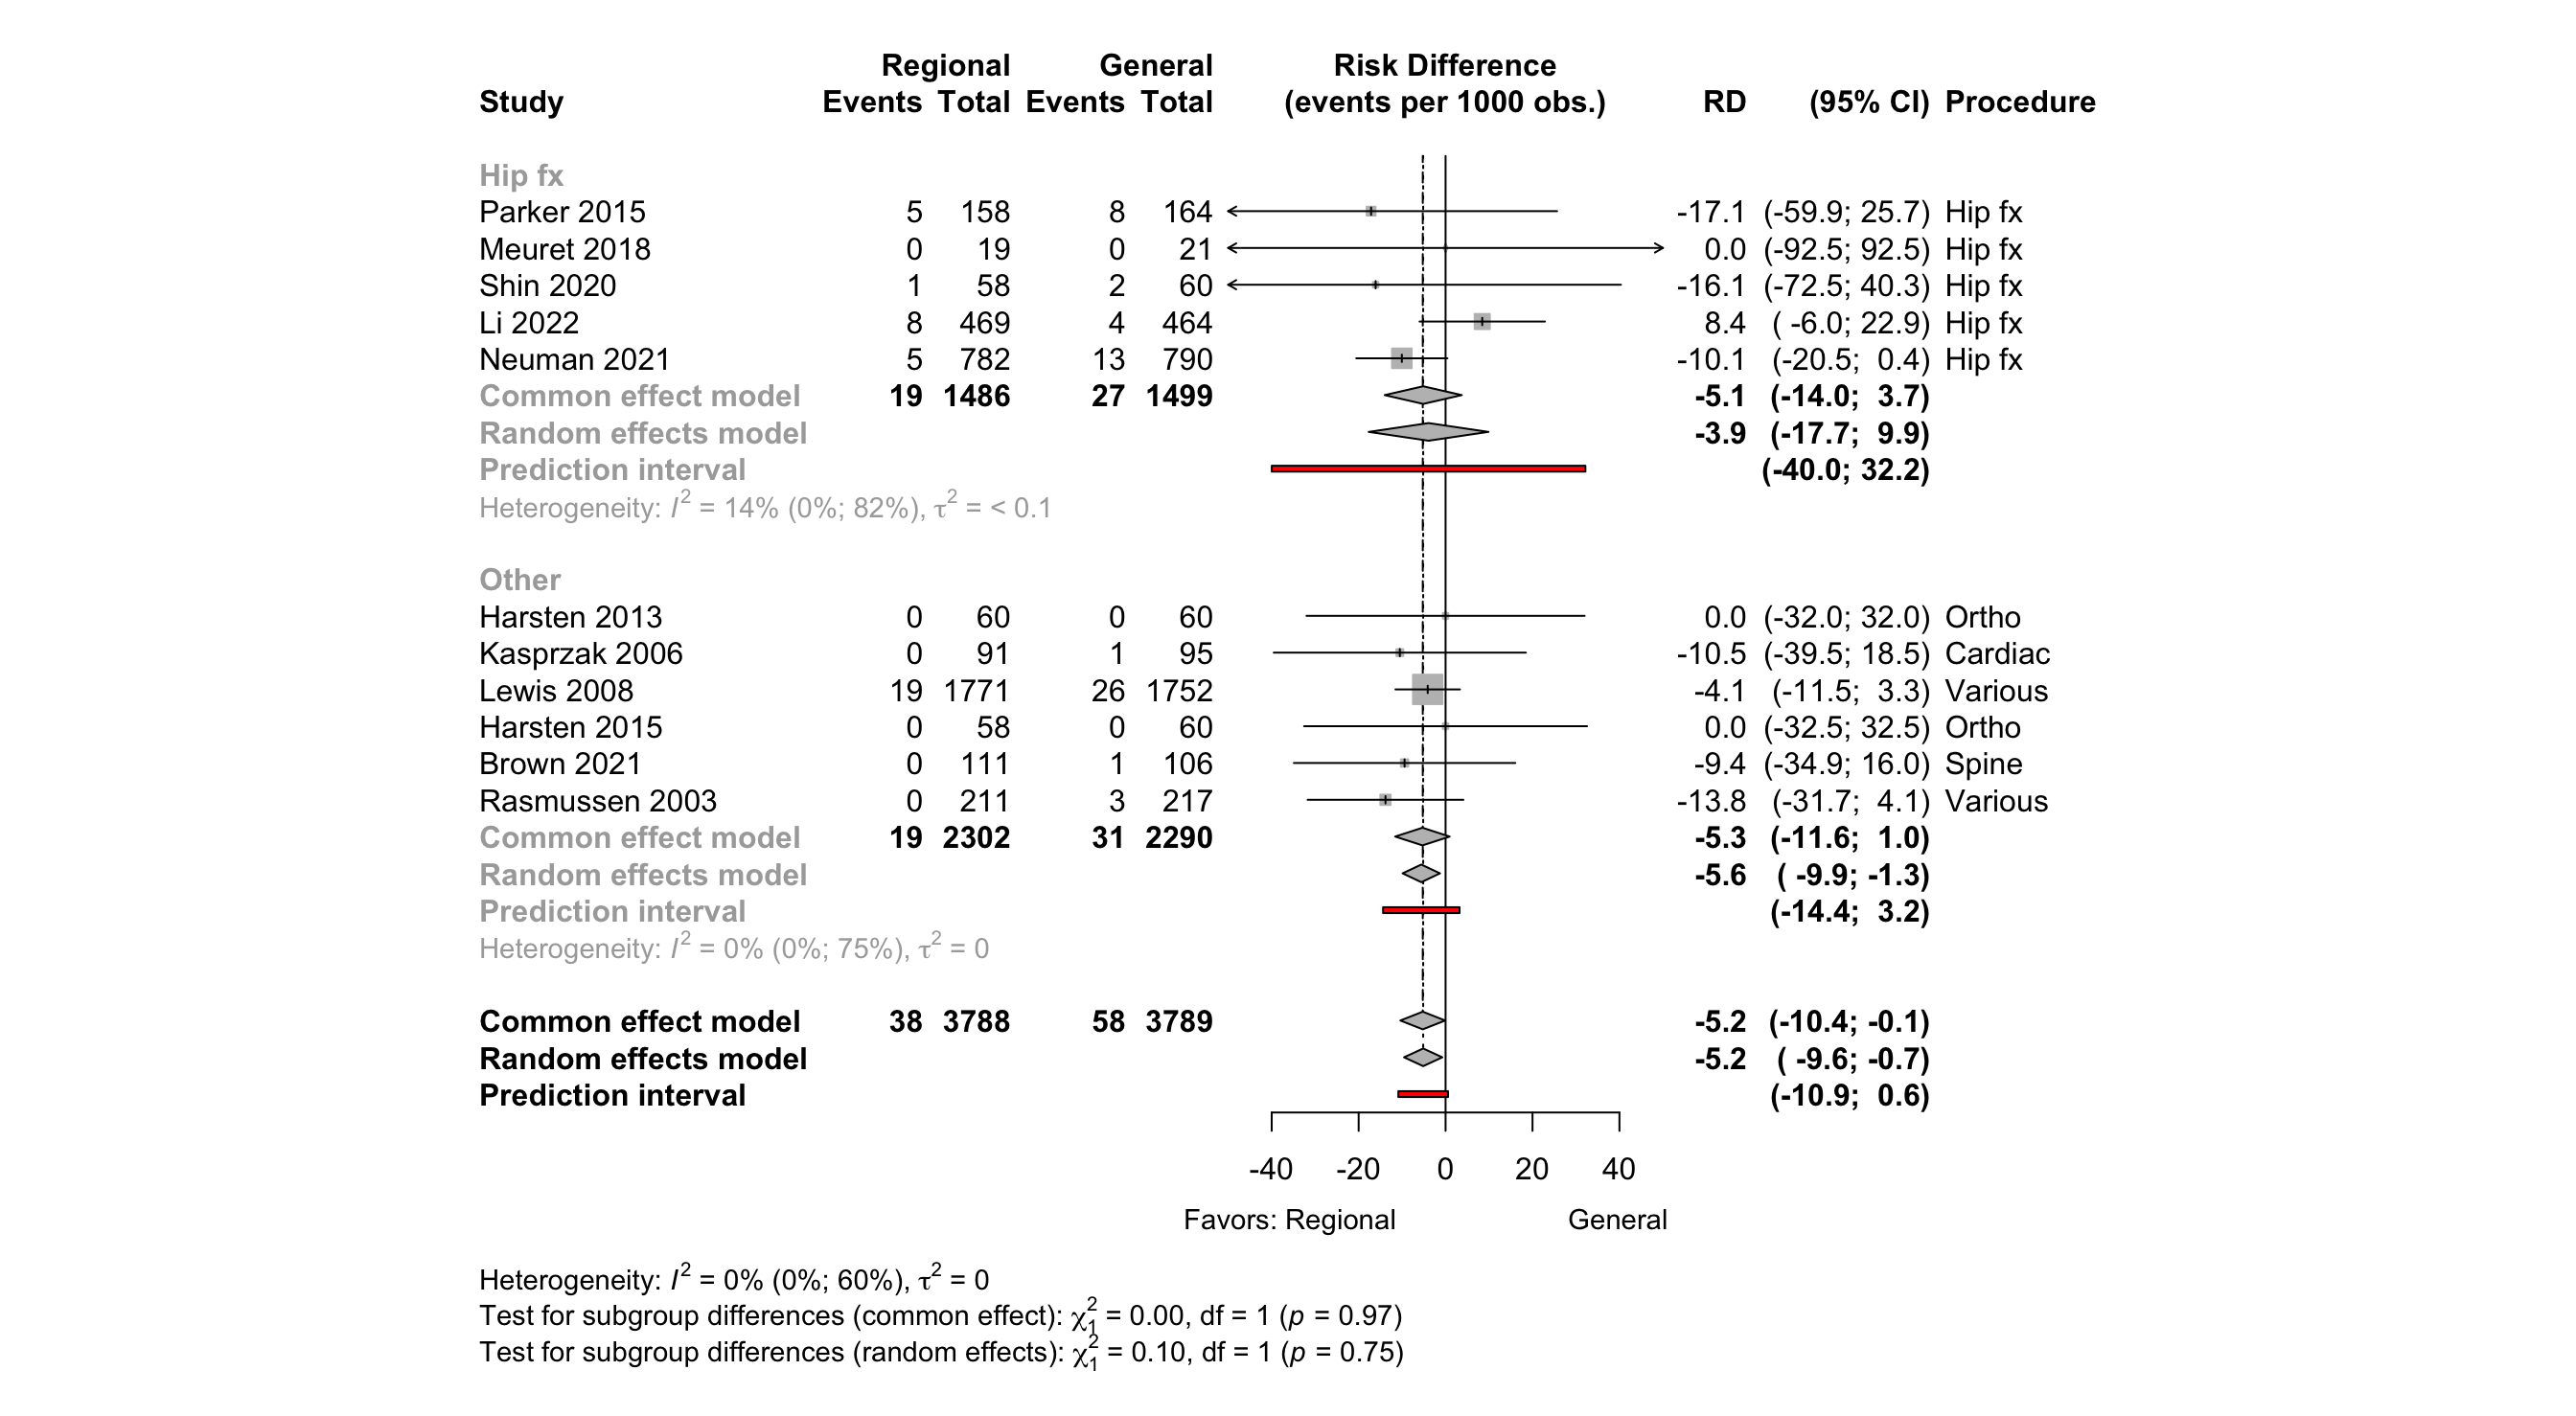 Regional General Risk Difference
Study Events Total Events Total (events per 1000 obs.) RD (95% CI) Procedure
Hip fx
Parker 2015 5 158 8 164 -17.1 (-59.9; 25.7) Hip fx
Meuret 2018 0 19 0 21 0.0 (-92.5; 92.5) Hip fx
Shin 2020 1 58 2 60 -16.1 (-72.5; 40.3) Hip fx
Li 2022 8 469 4 464 8.4 ( -6.0; 22.9) Hip fx
Neuman 2021 5 782 13 790 -10.1 (-20.5; 0.4) Hip fx
Common effect model 19 1486 27 1499 -5.1 (-14.0; 3.7)
Random effects model -3.9 (-17.7; 9.9)
Prediction interval (-40.0; 32.2)
Heterogeneity: I² = 14% (0%; 82%), τ² = < 0.1
Other
Harsten 2013 0 60 0 60 0.0 (-32.0; 32.0) Ortho
Kasprzak 2006 0 91 1 95 -10.5 (-39.5; 18.5) Cardiac
Lewis 2008 19 1771 26 1752 -4.1 (-11.5; 3.3) Various
Harsten 2015 0 58 0 60 0.0 (-32.5; 32.5) Ortho
Brown 2021 0 111 1 106 -9.4 (-34.9; 16.0) Spine
Rasmussen 2003 0 211 3 217 -13.8 (-31.7; 4.1) Various
Common effect model 19 2302 31 2290 -5.3 (-11.6; 1.0)
Random effects model -5.6 ( -9.9; -1.3)
Prediction interval (-14.4; 3.2)
Heterogeneity: I² = 0% (0%; 75%), τ² = 0
Common effect model 38 3788 58 3789 -5.2 (-10.4; -0.1)
Random effects model -5.2 ( -9.6; -0.7)
Prediction interval (-10.9; 0.6)
-40 -20 0 20 40
Favors: Regional General
Heterogeneity: I² = 0% (0%; 60%), τ² = 0
Test for subgroup differences (common effect): χ₁² = 0.00, df = 1 (p = 0.97)
Test for subgroup differences (random effects): χ₁² = 0.10, df = 1 (p = 0.75)